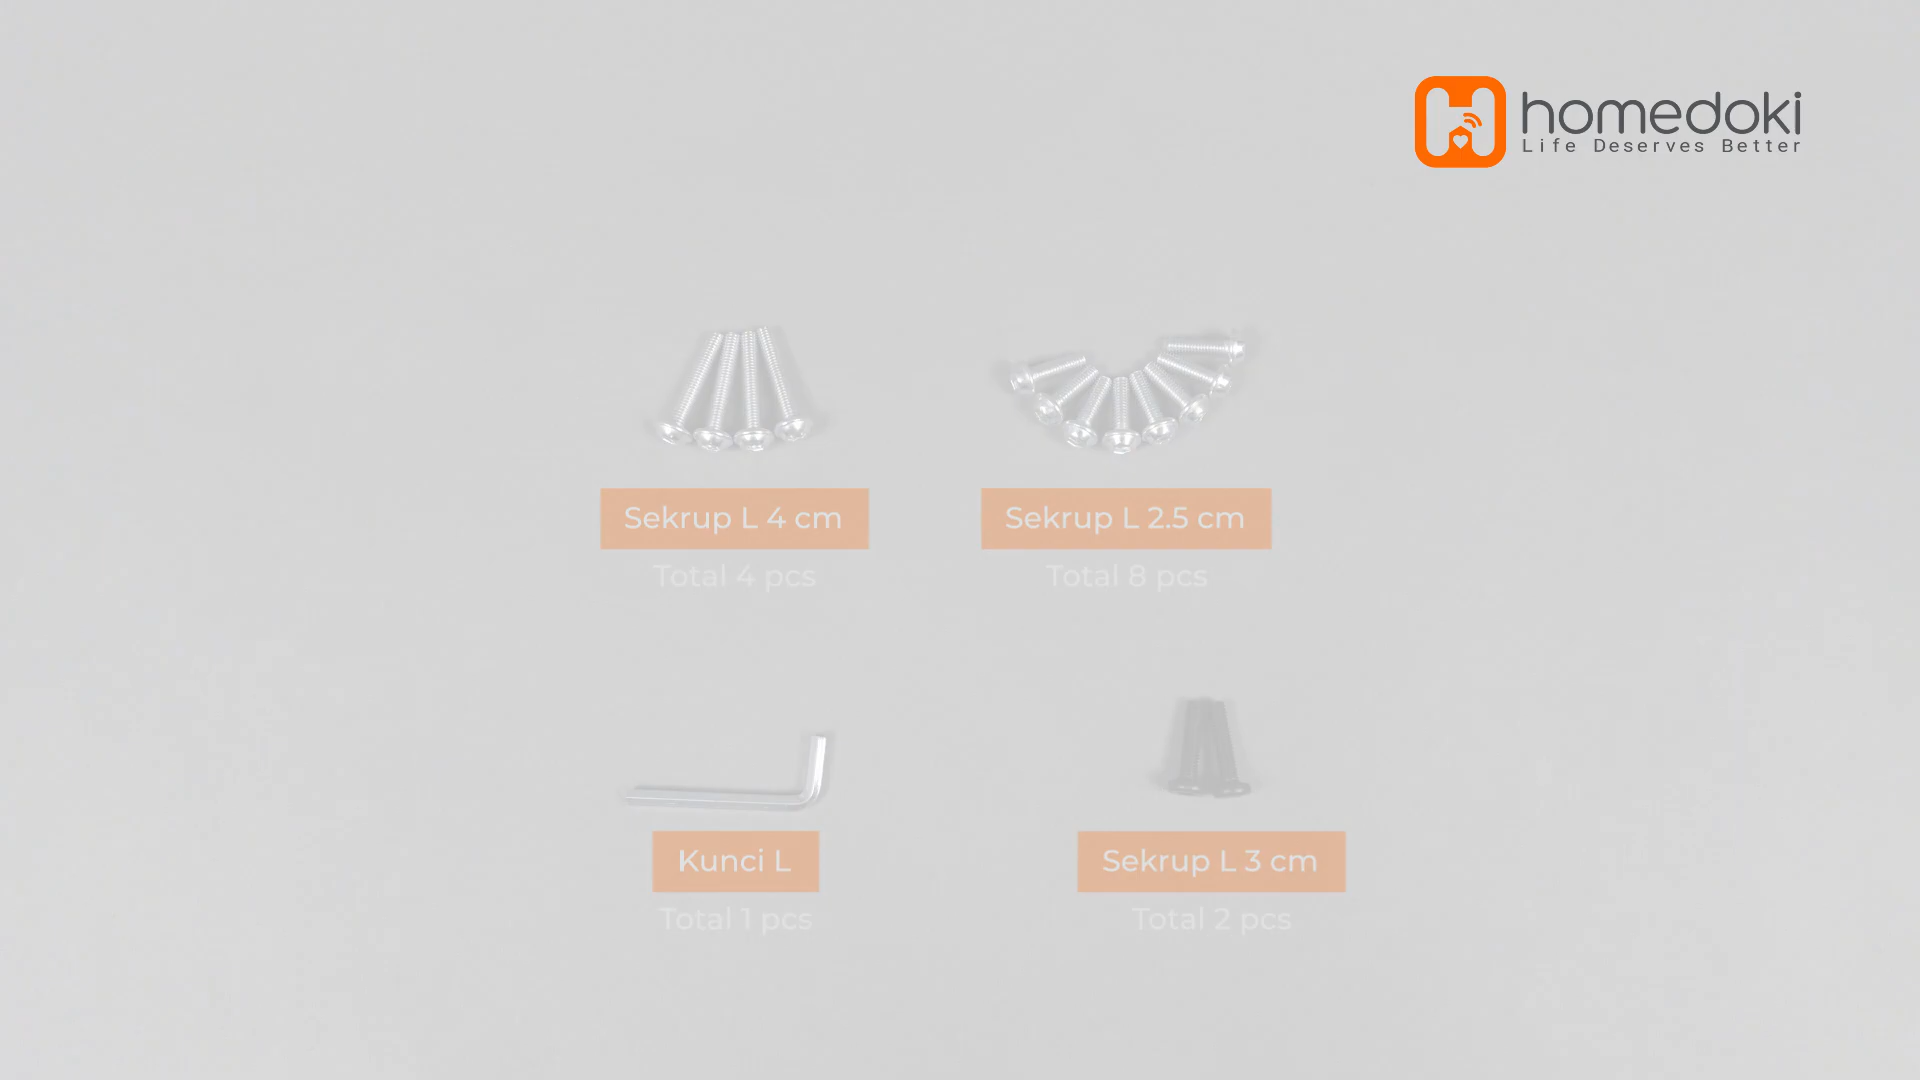 homedoki
Life Deserves Better
Sekrup L 4 cm
Total 4 pcs
Sekrup L 2.5 cm
Total 8 pcs
Kunci L
Total 1 pcs
Sekrup L 3 cm
Total 2 pcs